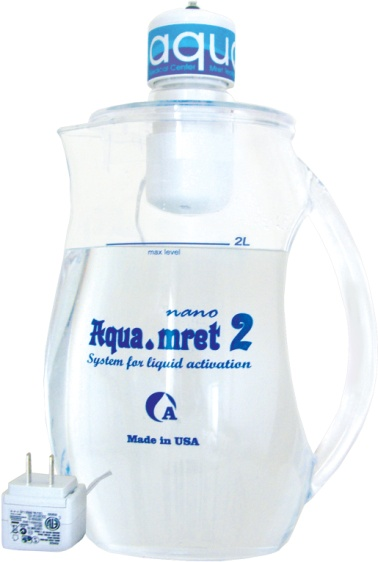 aqua
2L
max level
nano
Aqua.mret 2
System for liquid activation
A
Made in USA